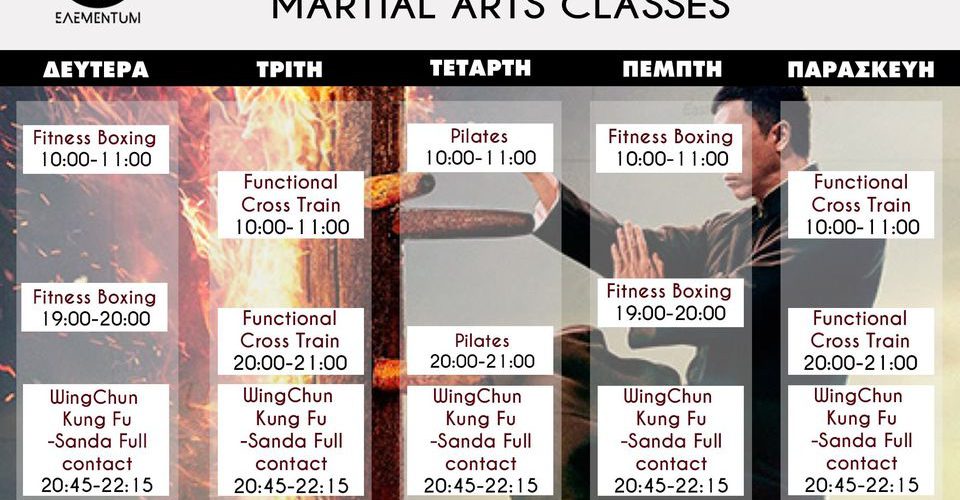 ΕΛEMENTUM
MARTIAL ARTS CLASSES
ΔΕΥΤΕΡΑ
ΤΡΙΤΗ
ΤΕΤΑΡΤΗ
ΠΕΜΠΤΗ
ΠΑΡΑΣΚΕΥΗ
Fitness Boxing
10:00-11:00
Fitness Boxing
19:00-20:00
WingChun
Kung Fu
-Sanda Full
contact
20:45-22:15
Functional
Cross Train
10:00-11:00
Functional
Cross Train
20:00-21:00
WingChun
Kung Fu
-Sanda Full
contact
20:45-22:15
Pilates
10:00-11:00
Pilates
20:00-21:00
WingChun
Kung Fu
-Sanda Full
contact
20:45-22:15
Fitness Boxing
10:00-11:00
Fitness Boxing
19:00-20:00
WingChun
Kung Fu
-Sanda Full
contact
20:45-22:15
Functional
Cross Train
10:00-11:00
Functional
Cross Train
20:00-21:00
WingChun
Kung Fu
-Sanda Full
contact
20:45-22:15